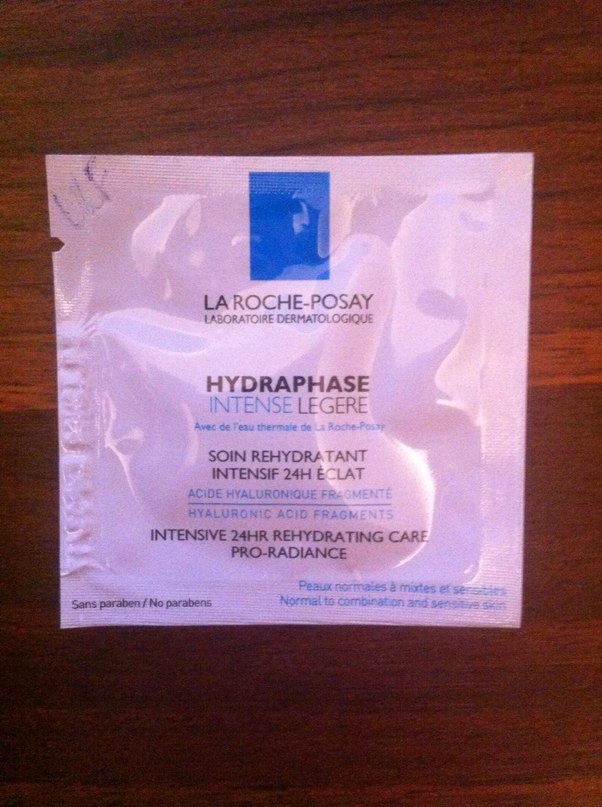 LA ROCHE-POSAY
LABORATOIRE DERMATOLOGIQUE
HYDRAPHASE
INTENSE LEGERE
Avec de l'eau thermale de La Roche-Posay
SOIN REHYDRATANT
INTENSIF 24H ÉCLAT
ACIDE HYALURONIQUE FRAGMENTÉ
HYALURONIC ACID FRAGMENTS
INTENSIVE 24HR REHYDRATING CARE
PRO-RADIANCE
Peaux normales à mixtes et sensibles
Normal to combination and sensitive skin
Sans paraben / No parabens